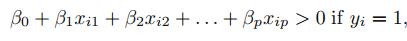 β₀ + β₁xᵢ₁ + β₂xᵢ₂ + . . . + βₚxᵢₚ > 0 if yᵢ = 1,